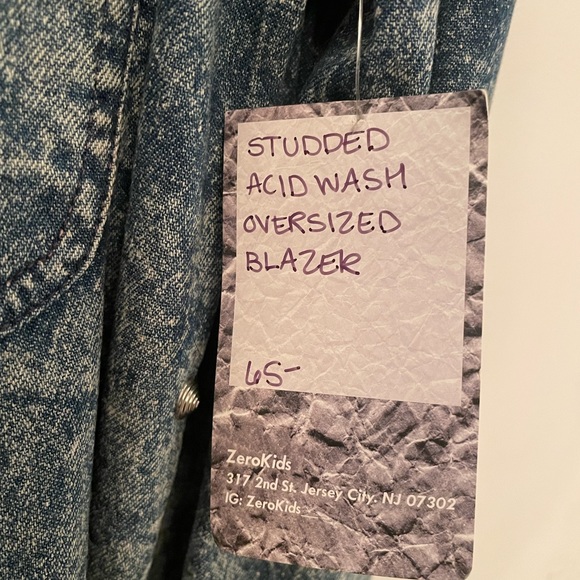 STUDDED
ACID WASH
OVERSIZED
BLAZER
65-
ZeroKids
317 2nd St. Jersey City, NJ 07302
IG: ZeroKids